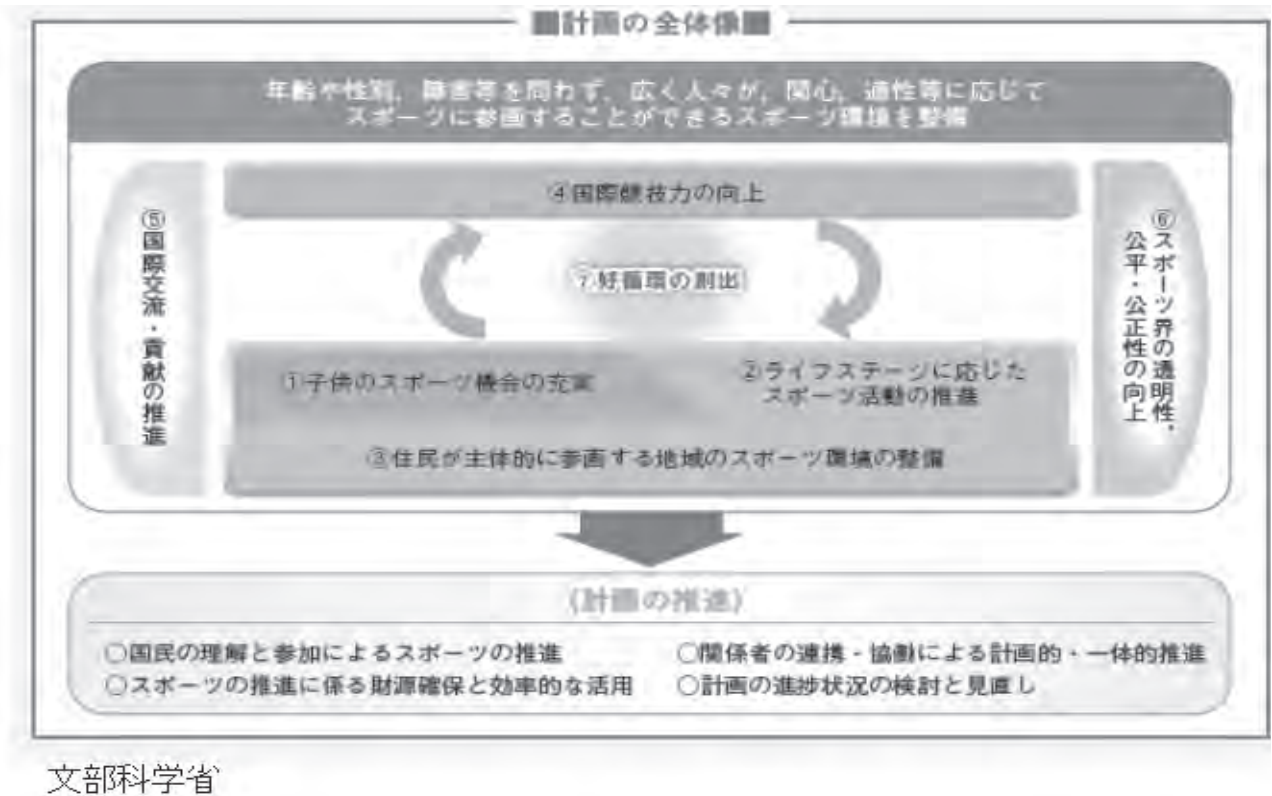 ■計画の全体像■
年齢や性別，障害等を問わず，広く人々が，関心，適性等に応じて
スポーツに参画することができるスポーツ環境を整備
④国際競技力の向上
⑤国際交流・貢献の推進
⑦好循環の創出
⑥スポーツ界の透明性，
公平・公正性の向上
①子供のスポーツ機会の充実
②ライフステージに応じた
スポーツ活動の推進
③住民が主体的に参画する地域のスポーツ環境の整備
〈計画の推進〉
○国民の理解と参加によるスポーツの推進
○関係者の連携・協働による計画的・一体的推進
○スポーツの推進に係る財源確保と効率的な活用
○計画の進捗状況の検討と見直し
文部科学省